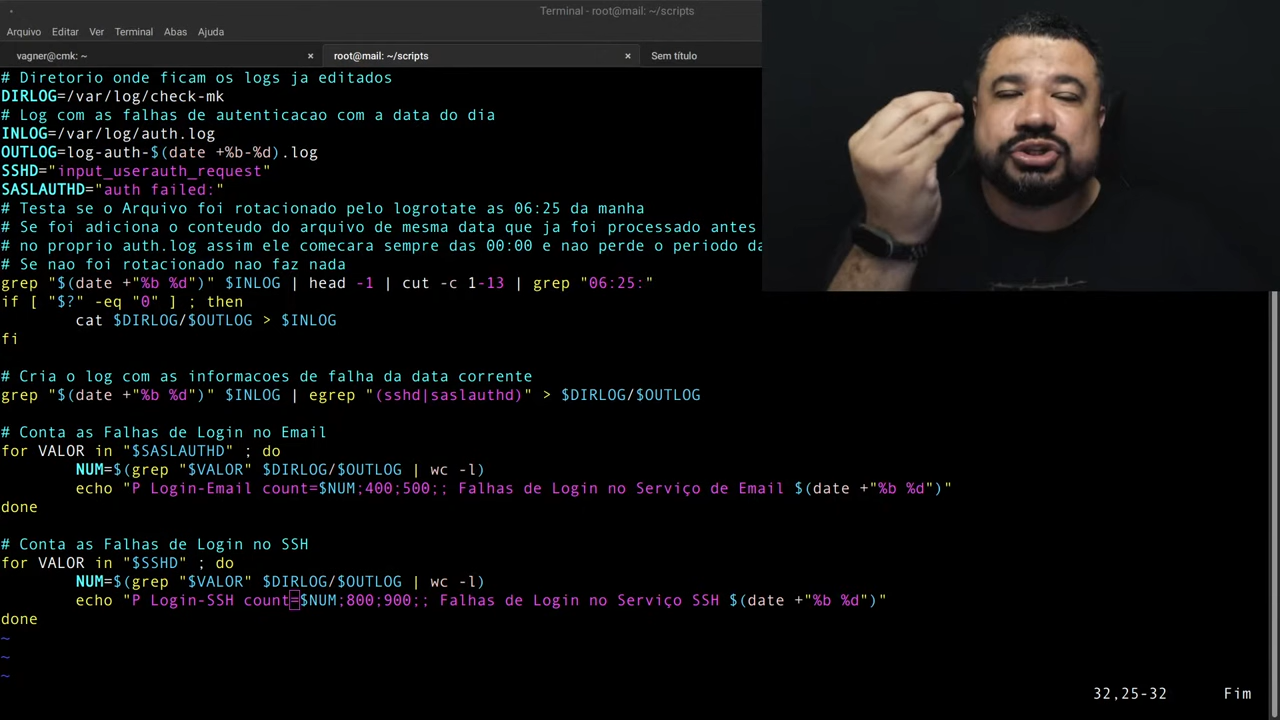 Terminal - root@mail: ~/scripts
Arquivo Editar Ver Terminal Abas Ajuda
vagner@cmk: ~ × root@mail: ~/scripts × Sem título
# Diretorio onde ficam os logs ja editados
DIRLOG=/var/log/check-mk
# Log com as falhas de autenticacao com a data do dia
INLOG=/var/log/auth.log
OUTLOG=log-auth-$(date +%b-%d).log
SSHD="input_userauth_request"
SASLAUTHD="auth failed:"
# Testa se o Arquivo foi rotacionado pelo logrotate as 06:25 da manha
# Se foi adiciona o conteudo do arquivo de mesma data que ja foi processado antes
# no proprio auth.log assim ele comecara sempre das 00:00 e nao perde o periodo da
# Se nao foi rotacionado nao faz nada
grep "$(date +"%b %d")" $INLOG | head -1 | cut -c 1-13 | grep "06:25:"
if [ "$?" -eq "0" ] ; then
        cat $DIRLOG/$OUTLOG > $INLOG
fi
# Cria o log com as informacoes de falha da data corrente
grep "$(date +"%b %d")" $INLOG | egrep "(sshd|saslauthd)" > $DIRLOG/$OUTLOG
# Conta as Falhas de Login no Email
for VALOR in "$SASLAUTHD" ; do
        NUM=$(grep "$VALOR" $DIRLOG/$OUTLOG | wc -l)
        echo "P Login-Email count=$NUM;400;500;; Falhas de Login no Serviço de Email $(date +"%b %d")"
done
# Conta as Falhas de Login no SSH
for VALOR in "$SSHD" ; do
        NUM=$(grep "$VALOR" $DIRLOG/$OUTLOG | wc -l)
        echo "P Login-SSH count=$NUM;800;900;; Falhas de Login no Serviço SSH $(date +"%b %d")"
done
~
~
~
32,25-32 Fim